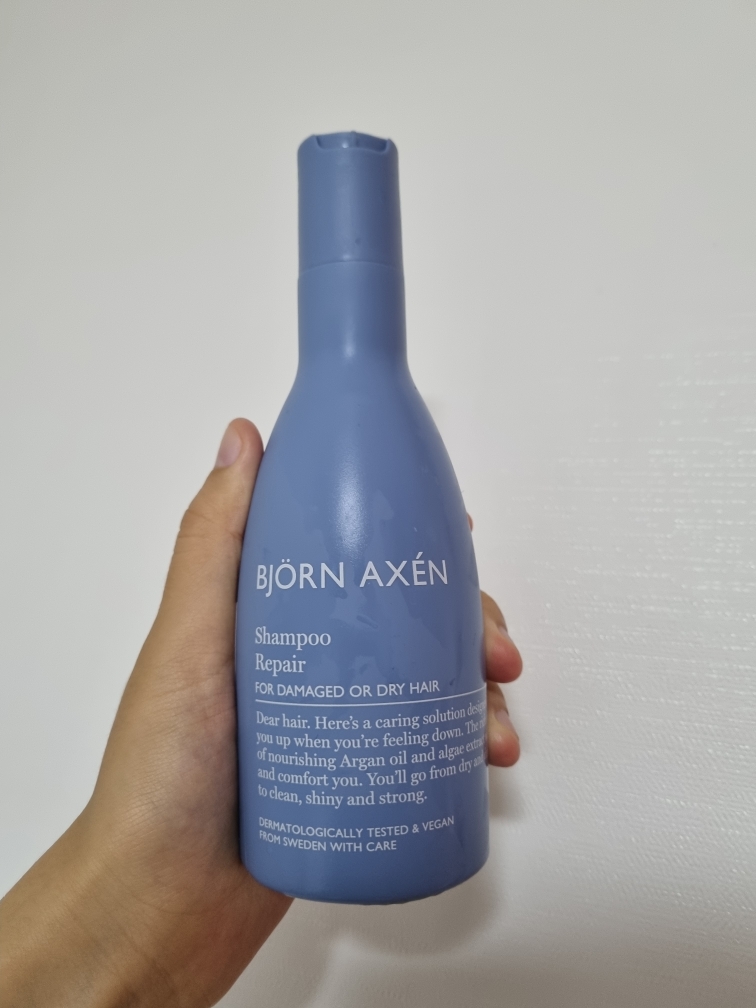 BJÖRN AXÉN
Shampoo
Repair
FOR DAMAGED OR DRY HAIR
Dear hair. Here's a caring solution
you up when you're feeling down. The
of nourishing Argan oil and algae
and comfort you. You'll go from dry and
to clean, shiny and strong.
DERMATOLOGICALLY TESTED & VEGAN
FROM SWEDEN WITH CARE